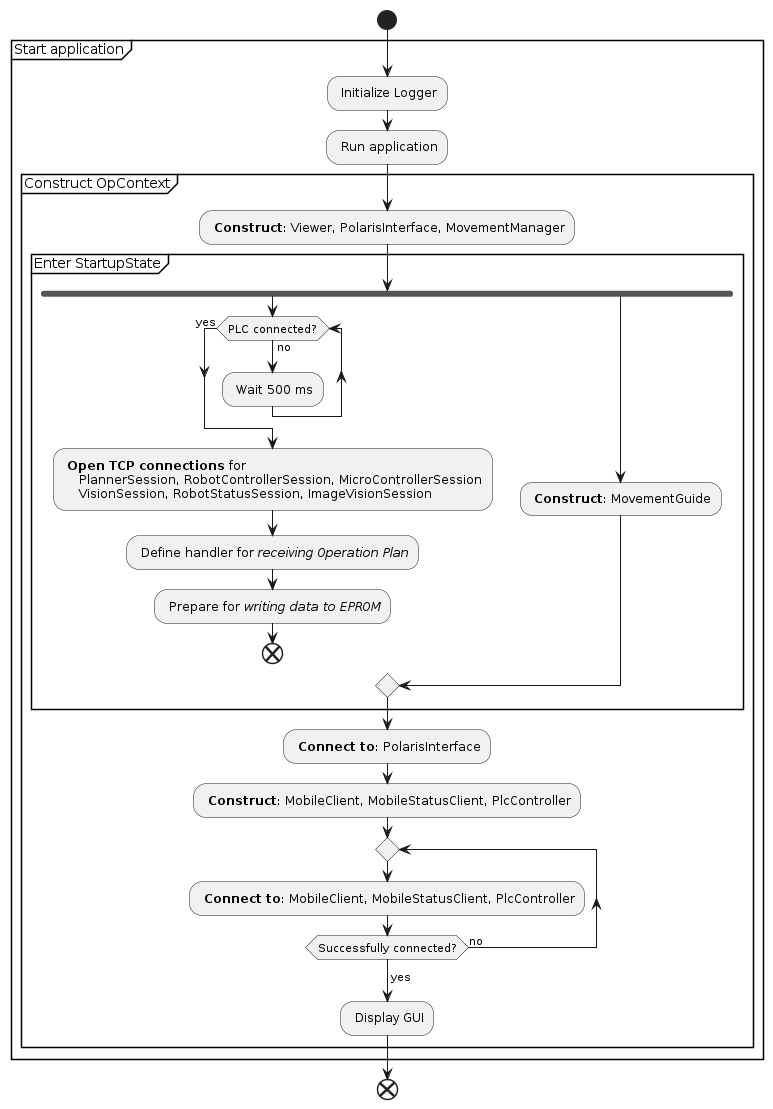 Start application
Initialize Logger
Run application
Construct OpContext
Construct: Viewer, PolarisInterface, MovementManager
Enter StartupState
yes
PLC connected?
no
Wait 500 ms
Open TCP connections for
PlannerSession, RobotControllerSession, MicroControllerSession
VisionSession, RobotStatusSession, ImageVisionSession
Construct: MovementGuide
Define handler for receiving Operation Plan
Prepare for writing data to EPROM
Connect to: PolarisInterface
Construct: MobileClient, MobileStatusClient, PlcController
Connect to: MobileClient, MobileStatusClient, PlcController
Successfully connected?
no
yes
Display GUI